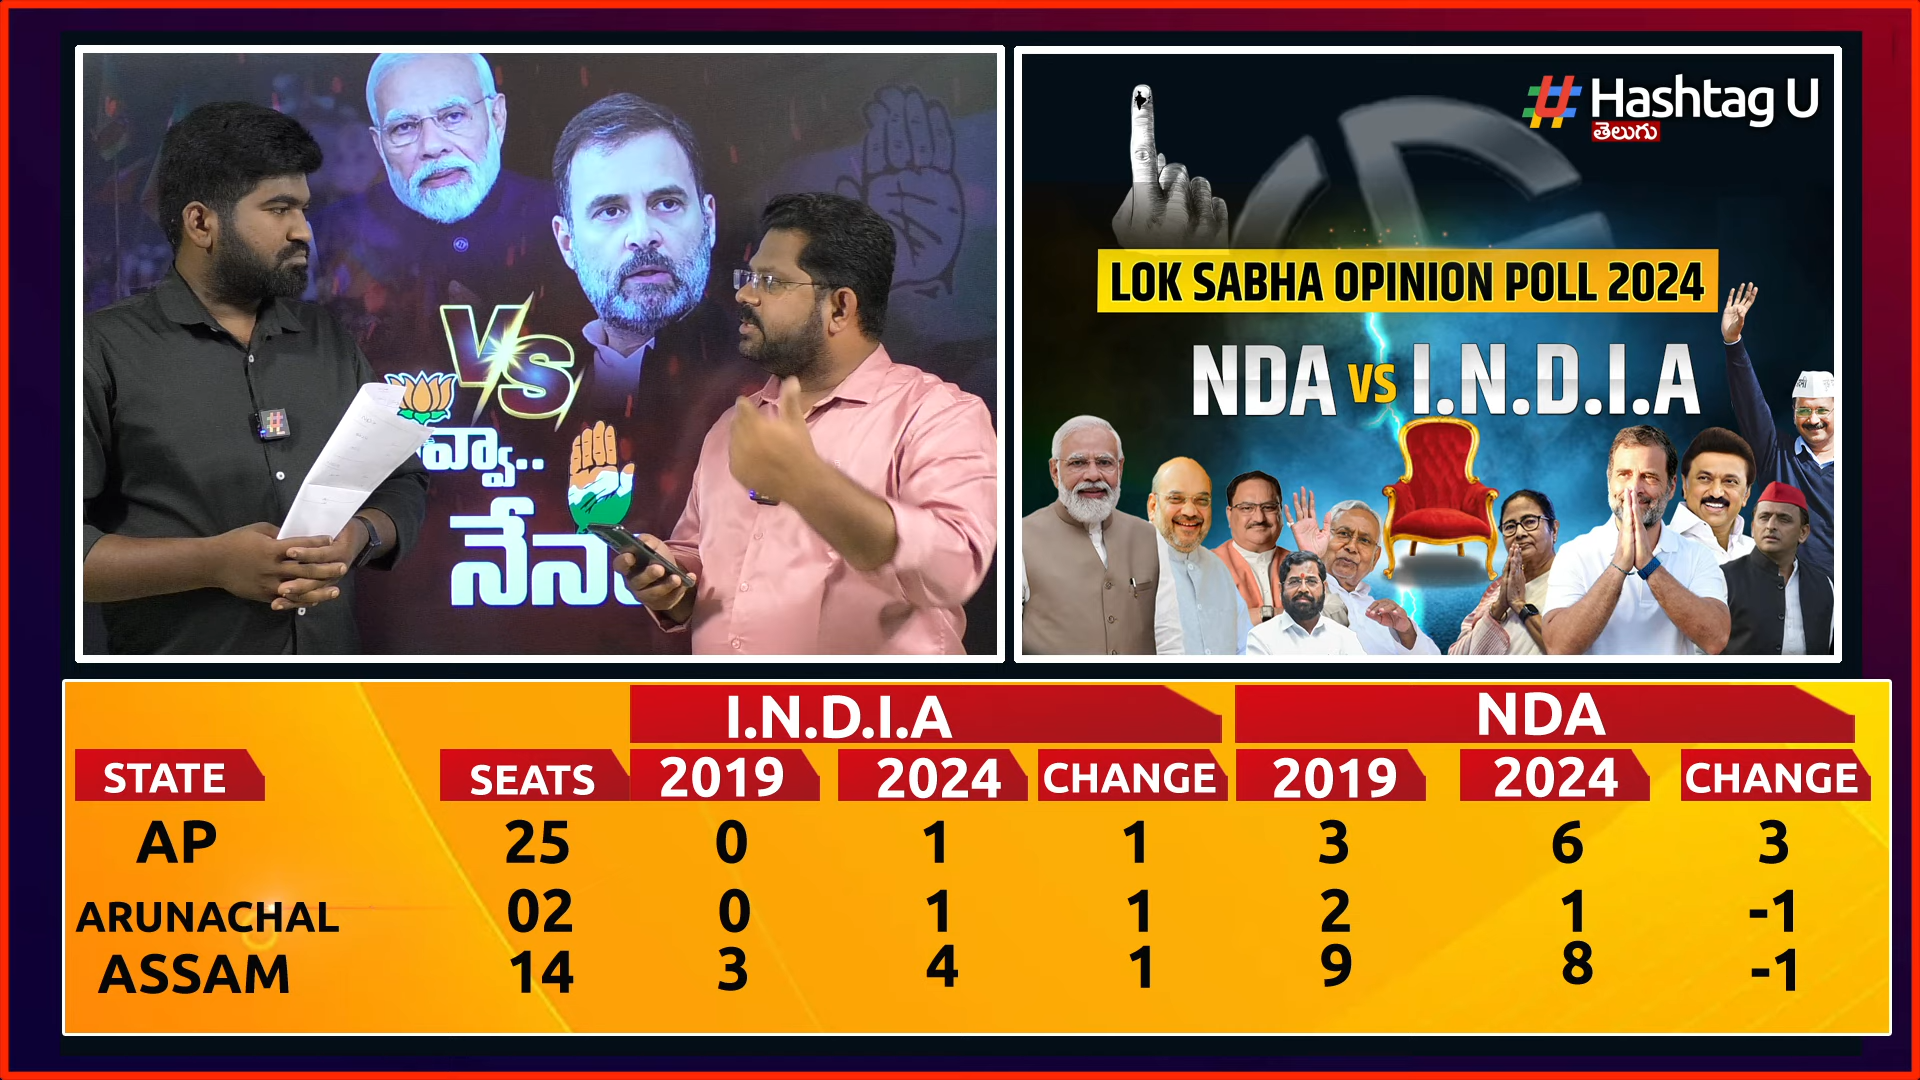 VS
వ్వా..
నేనా
# Hashtag U
తెలుగు
LOK SABHA OPINION POLL 2024
NDA VS I.N.D.I.A
I.N.D.I.A NDA
STATE SEATS 2019 2024 CHANGE 2019 2024 CHANGE
AP 25 0 1 1 3 6 3
ARUNACHAL 02 0 1 1 2 1 -1
ASSAM 14 3 4 1 9 8 -1